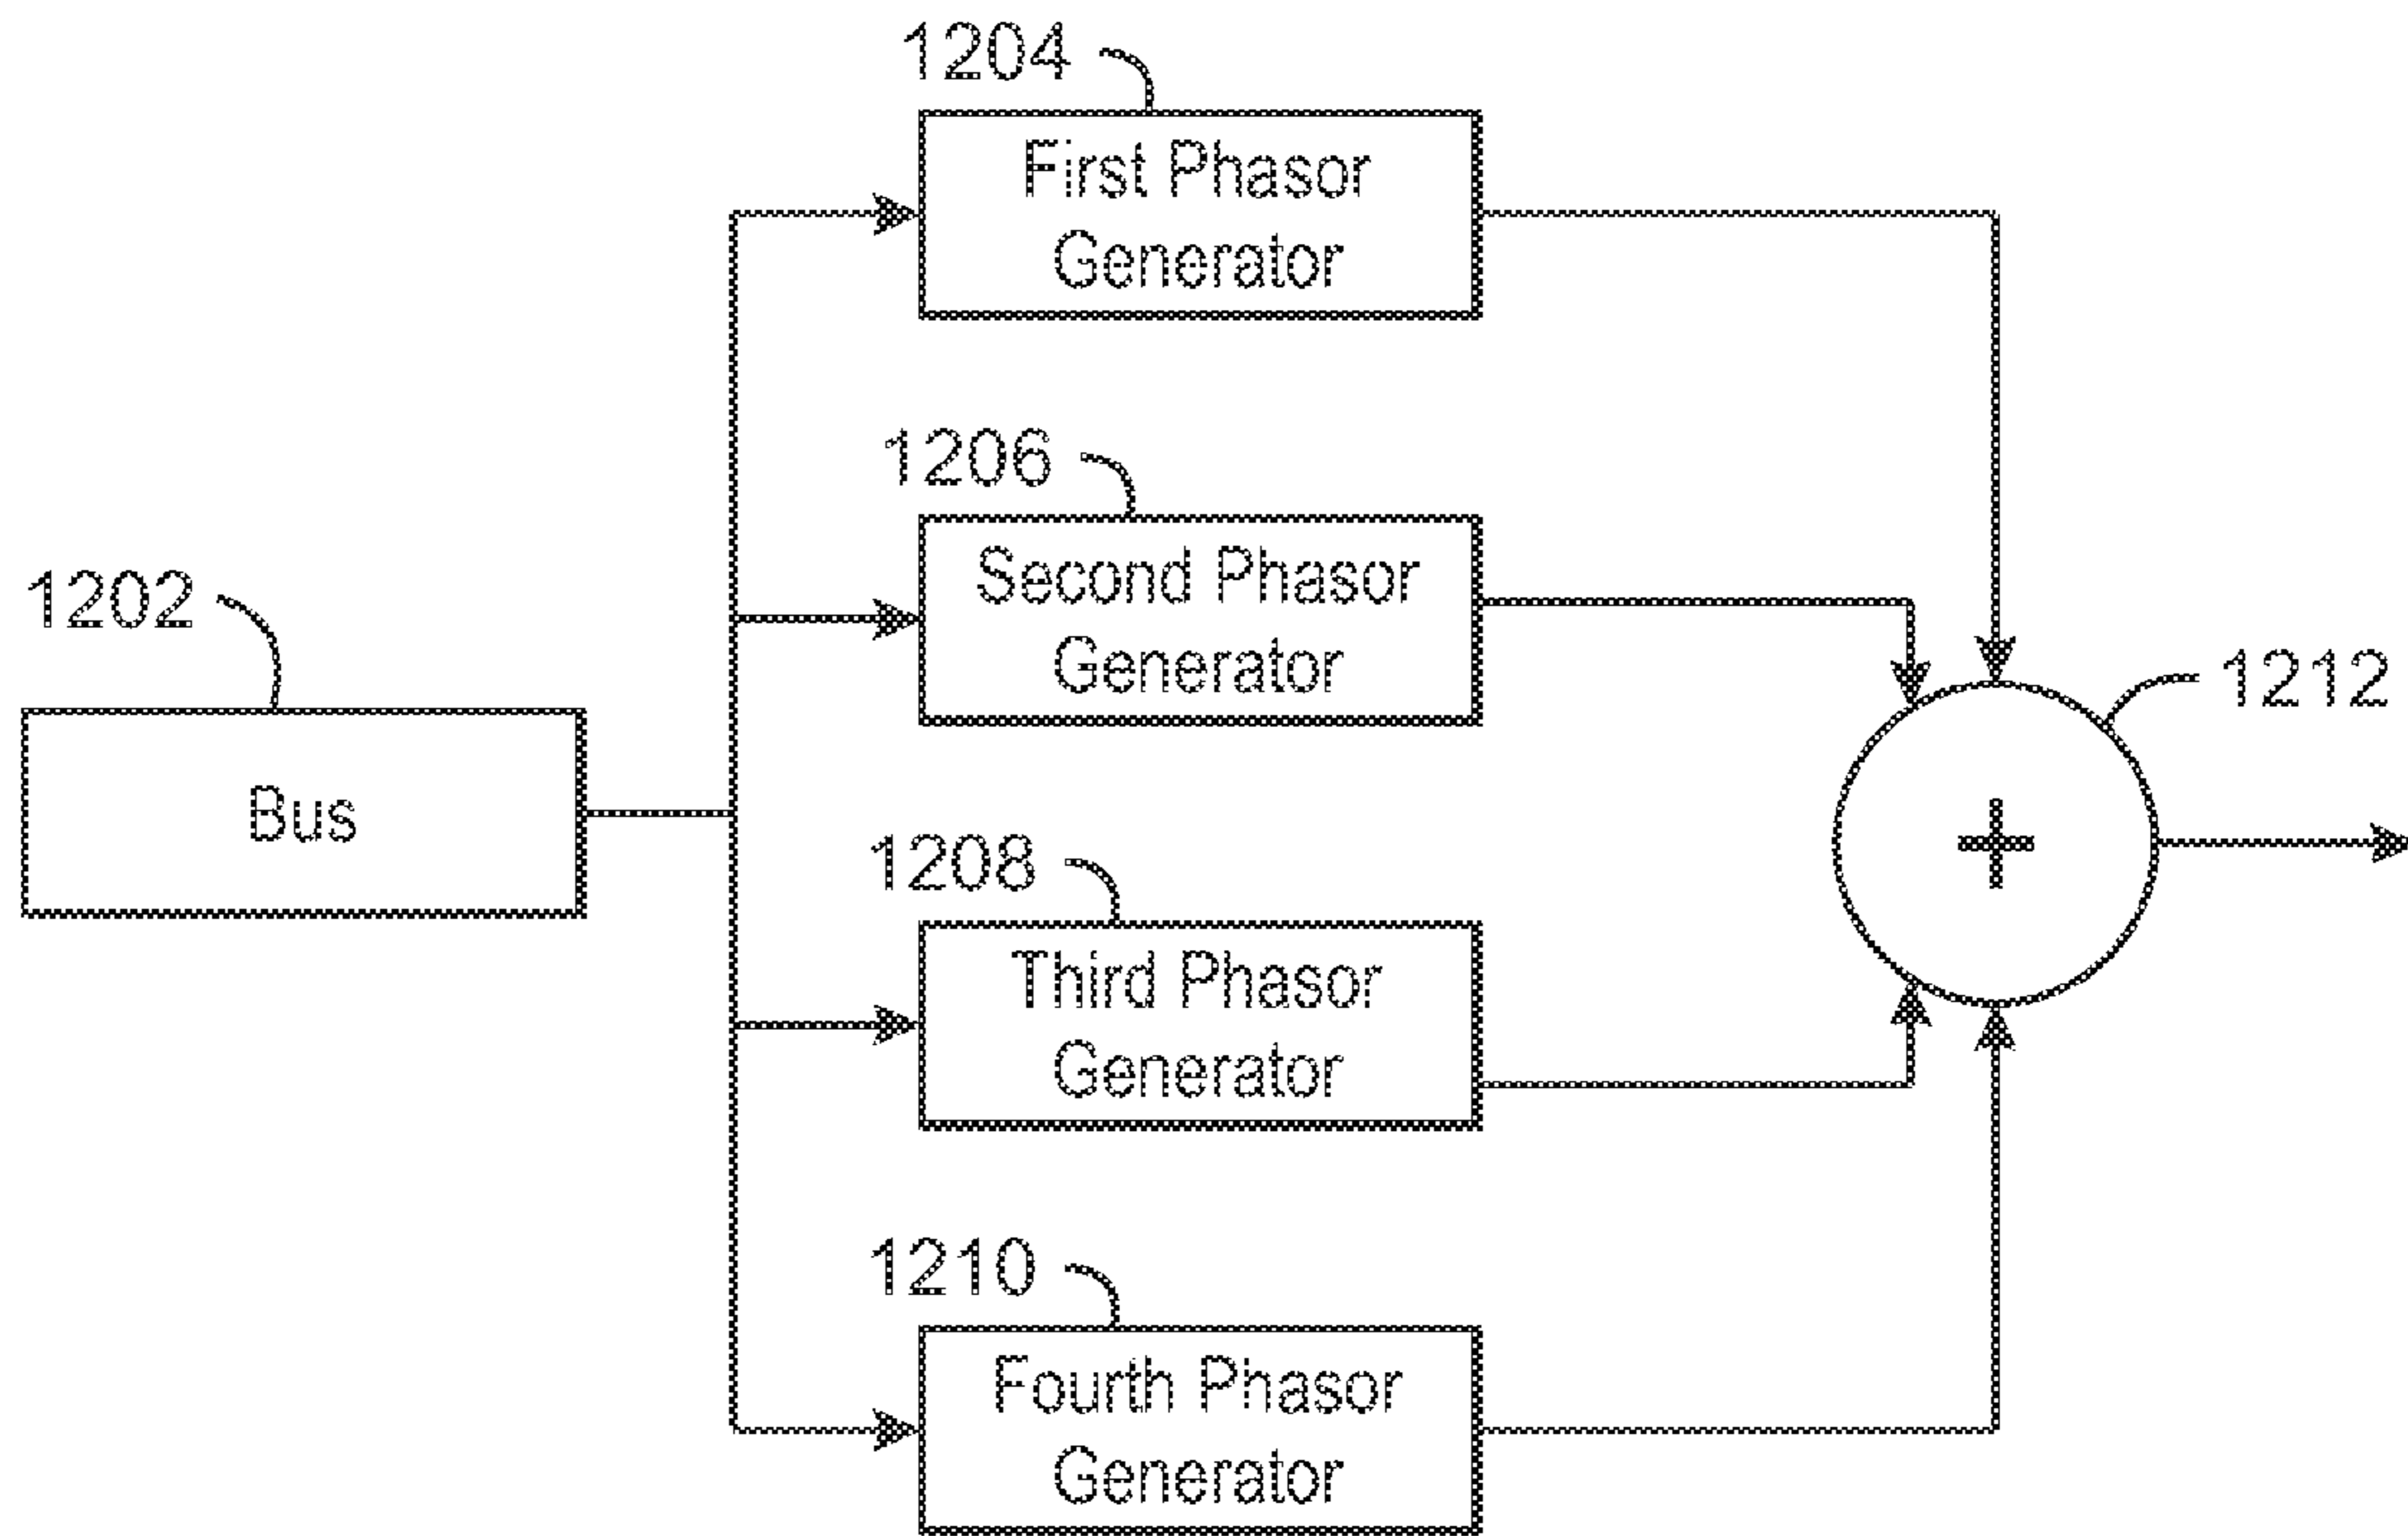 1204
First Phasor
Generator
1206
Second Phasor
Generator
1202
Bus
1212
+
1208
Third Phasor
Generator
1210
Fourth Phasor
Generator